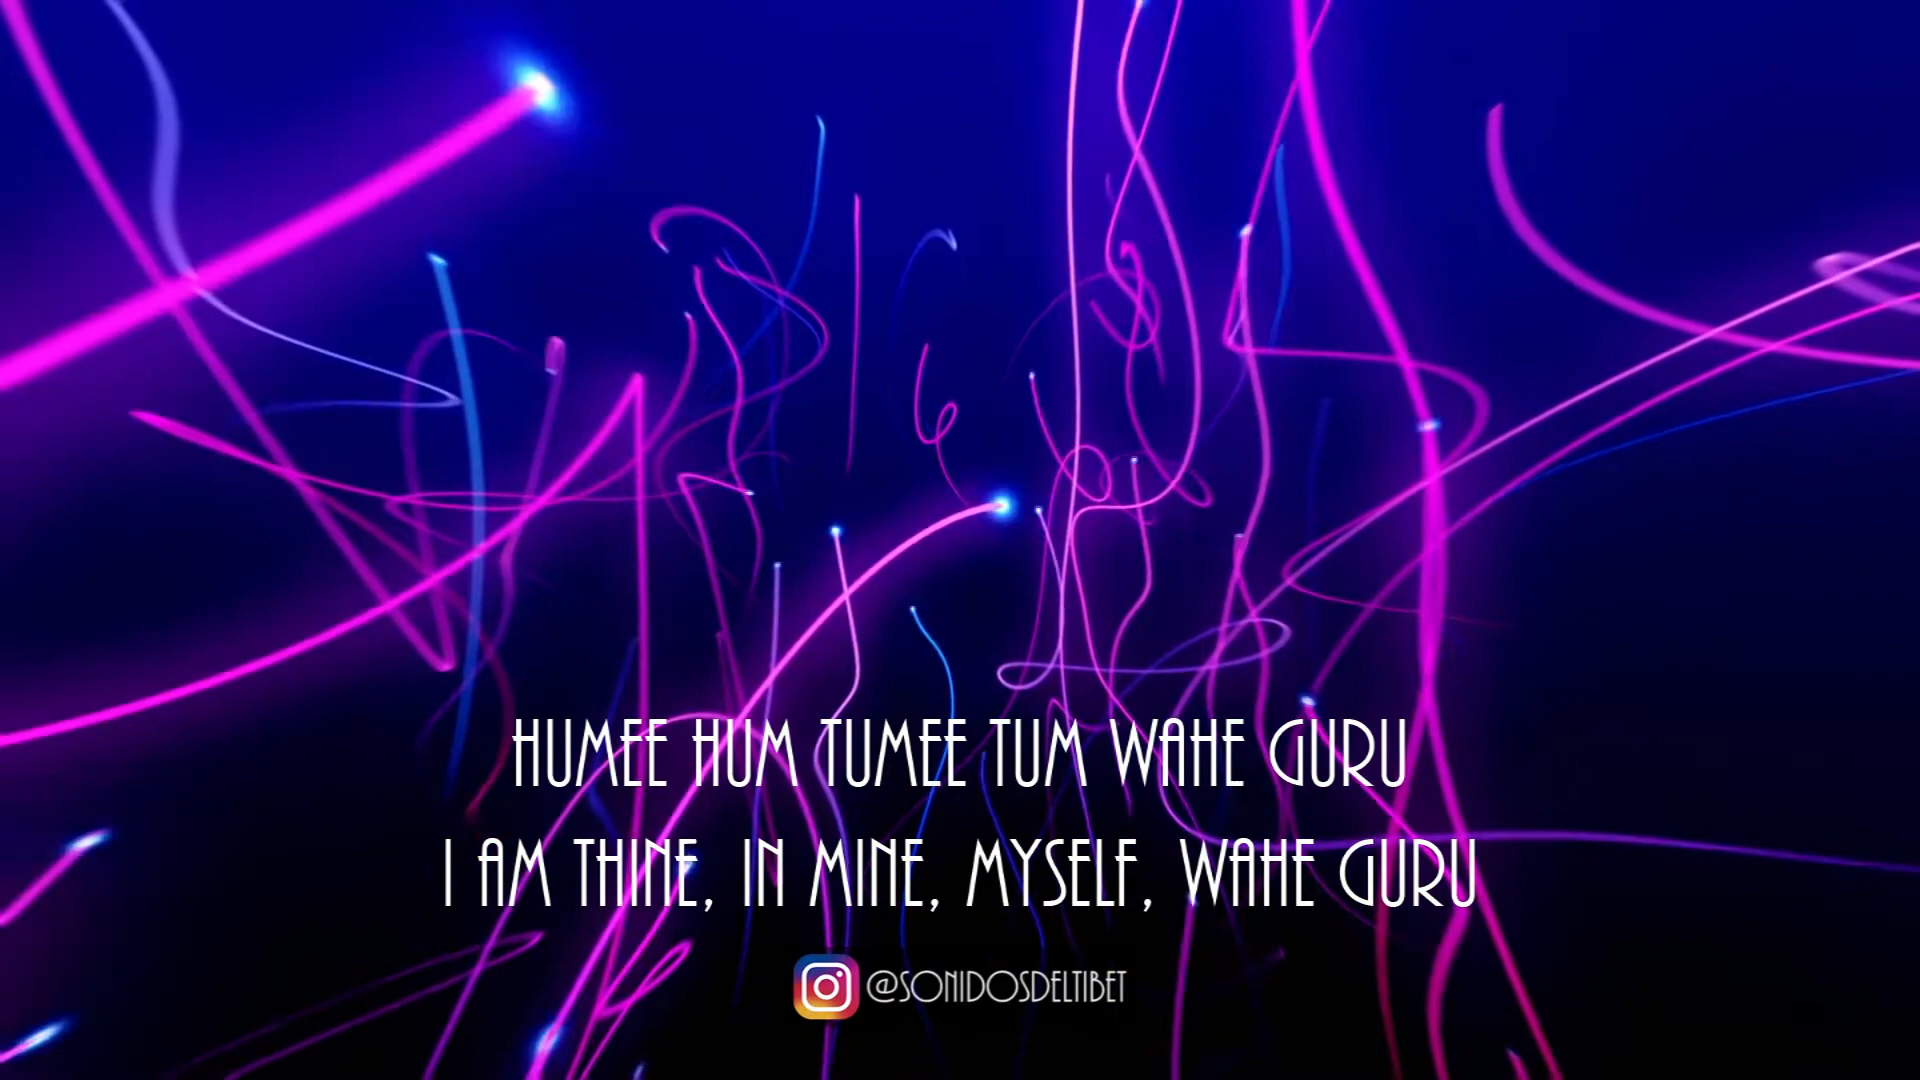 HUMEE HUM TUMEE TUM WAHE GURU
I AM THINE, IN MINE, MYSELF, WAHE GURU
@SONIDOSDELTIBET